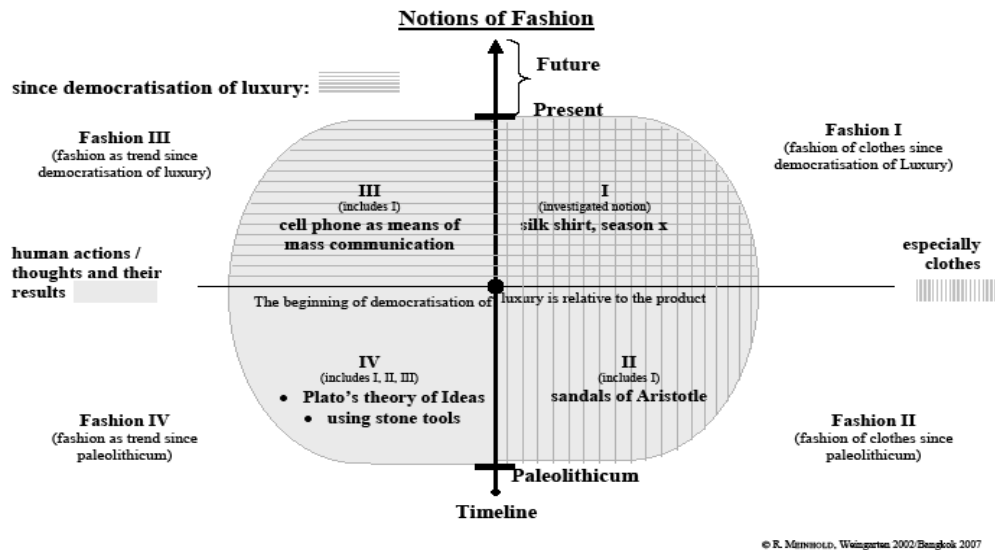 Notions of Fashion
Future
since democratisation of luxury:
Present
Fashion III
(fashion as trend since
democratisation of luxury)
Fashion I
(fashion of clothes since
democratisation of Luxury)
III
(includes I)
cell phone as means of
mass communication
I
(investigated notion)
silk shirt, season x
human actions /
thoughts and their
results
especially
clothes
The beginning of democratisation of luxury is relative to the product
IV
(includes I, II, III)
• Plato's theory of Ideas
• using stone tools
II
(includes I)
sandals of Aristotle
Fashion IV
(fashion as trend since
paleolithicum)
Fashion II
(fashion of clothes since
paleolithicum)
Paleolithicum
Timeline
© R. MEINHOLD, Weingarten 2002/Bangkok 2007